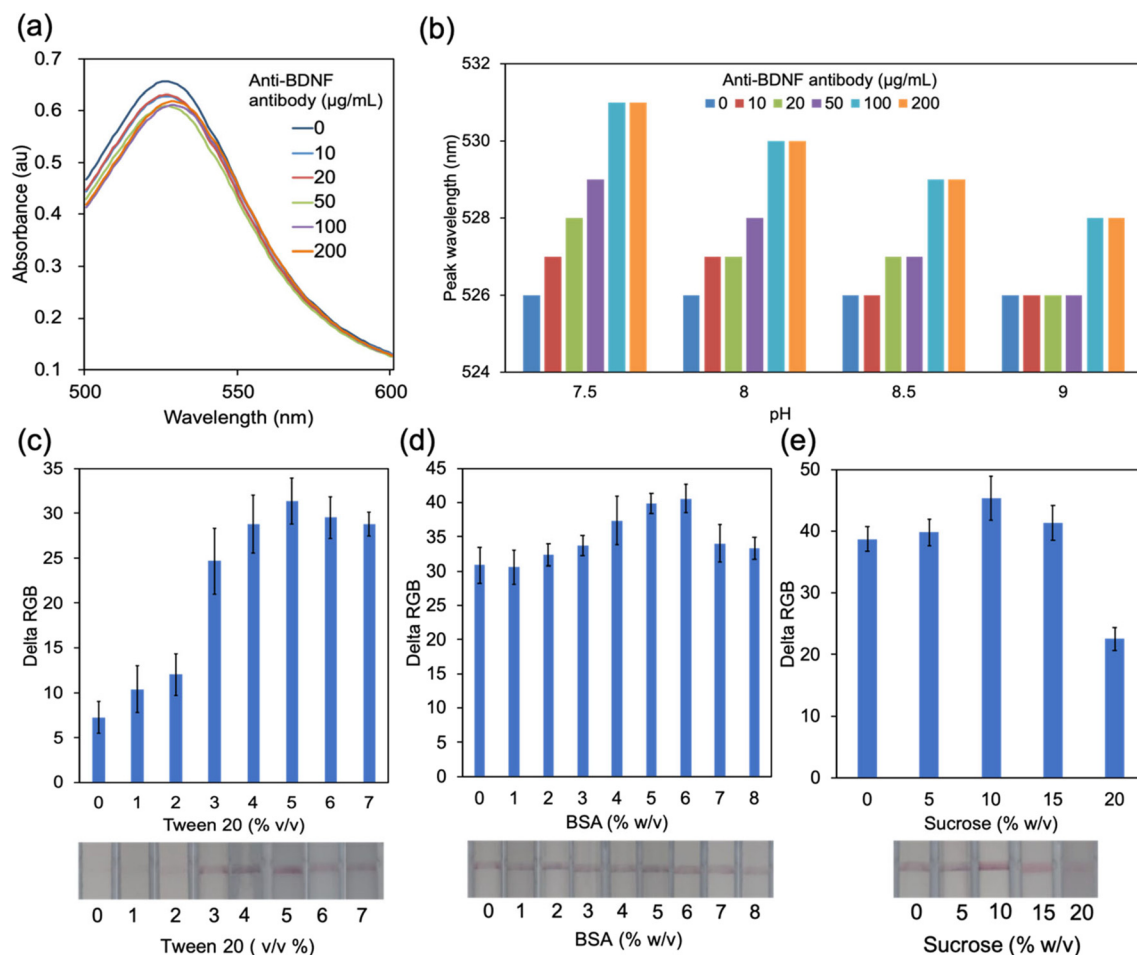 (a)
0.7
0.6
0.5
0.4
0.3
0.2
0.1
Absorbance (au)
500
550
600
Wavelength (nm)
Anti-BDNF
antibody (µg/mL)
0
10
20
50
100
200
(b)
532
530
528
526
524
Peak wavelength (nm)
Anti-BDNF antibody (µg/mL)
0 10 20 50 100 200
7.5 8 8.5 9
pH
(c)
35
30
25
20
15
10
5
0
Delta RGB
0 1 2 3 4 5 6 7
Tween 20 (% v/v)
0 1 2 3 4 5 6 7
Tween 20 ( v/v %)
(d)
45
40
35
30
25
20
15
10
5
0
Delta RGB
0 1 2 3 4 5 6 7 8
BSA (% w/v)
0 1 2 3 4 5 6 7 8
BSA (% w/v)
(e)
50
40
30
20
10
0
Delta RGB
0 5 10 15 20
Sucrose (% w/v)
0 5 10 15 20
Sucrose (% w/v)